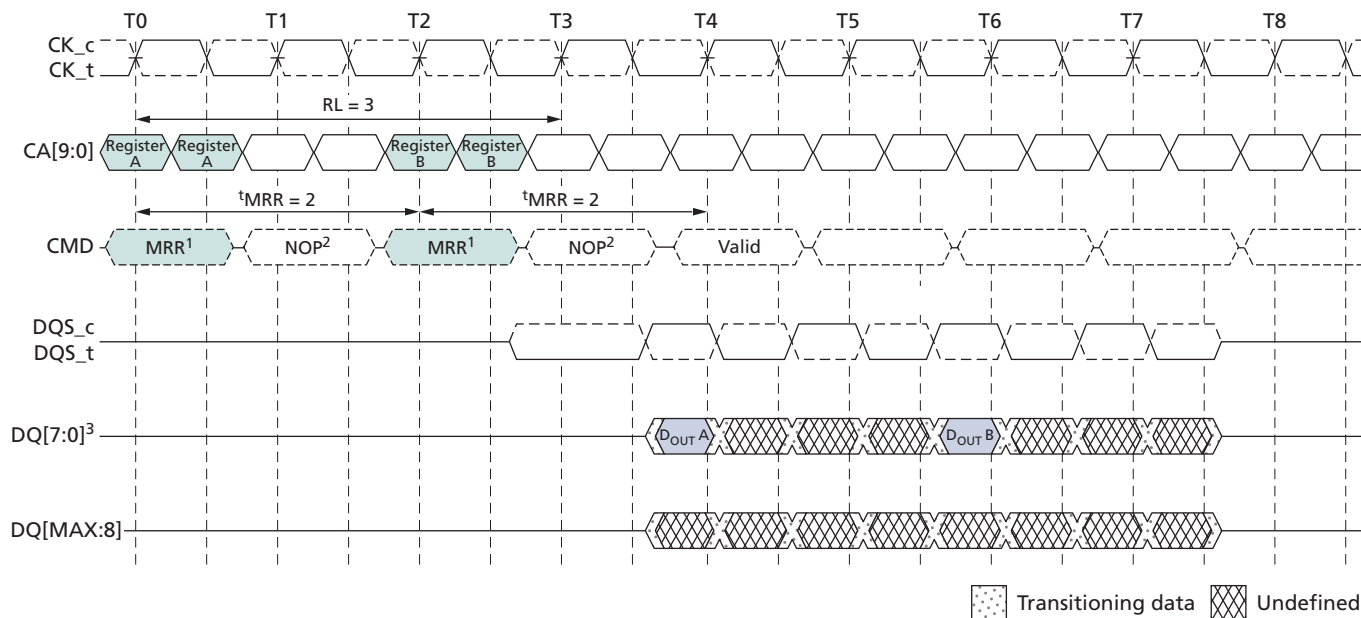 T0 T1 T2 T3 T4 T5 T6 T7 T8
CK_c
CK_t
RL = 3
CA[9:0]
Register A
Register A
Register B
Register B
tMRR = 2
tMRR = 2
CMD
MRR1
NOP2
MRR1
NOP2
Valid
DQS_c
DQS_t
DQ[7:0]3
DOUT A
DOUT B
DQ[MAX:8]
Transitioning data
Undefined